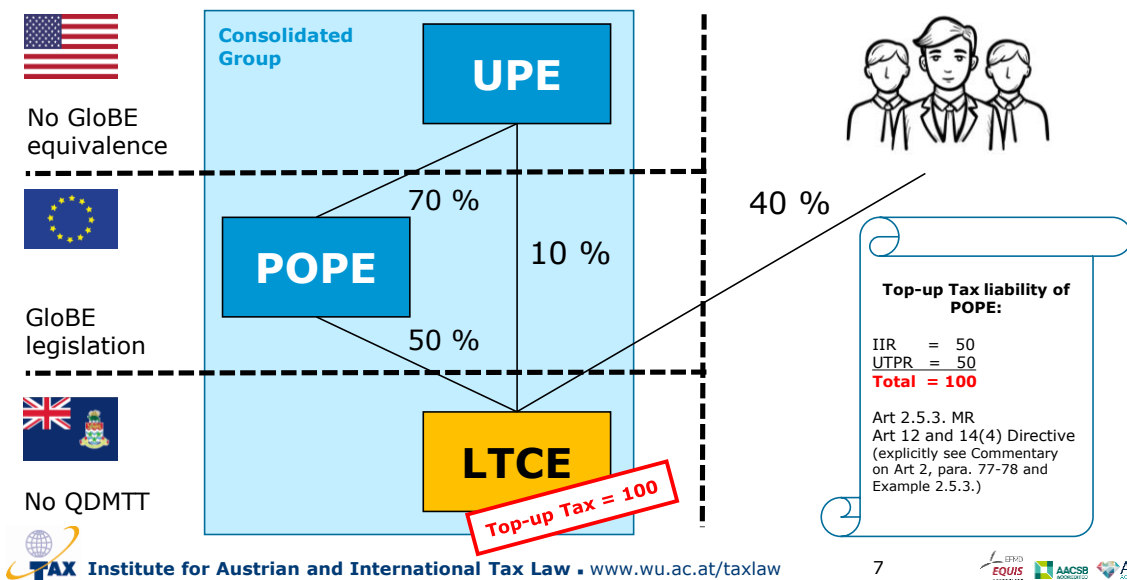 Consolidated
Group
UPE
No GloBE
equivalence
70 %
40 %
POPE
10 %
GloBE
legislation
50 %
LTCE
Top-up Tax = 100
No QDMTT
Top-up Tax liability of
POPE:
IIR = 50
UTPR = 50
Total = 100
Art 2.5.3. MR
Art 12 and 14(4) Directive
(explicitly see Commentary
on Art 2, para. 77-78 and
Example 2.5.3.)
TAX Institute for Austrian and International Tax Law ▪ www.wu.ac.at/taxlaw
7
EFMD
EQUIS
AACSB
ACCREDITED